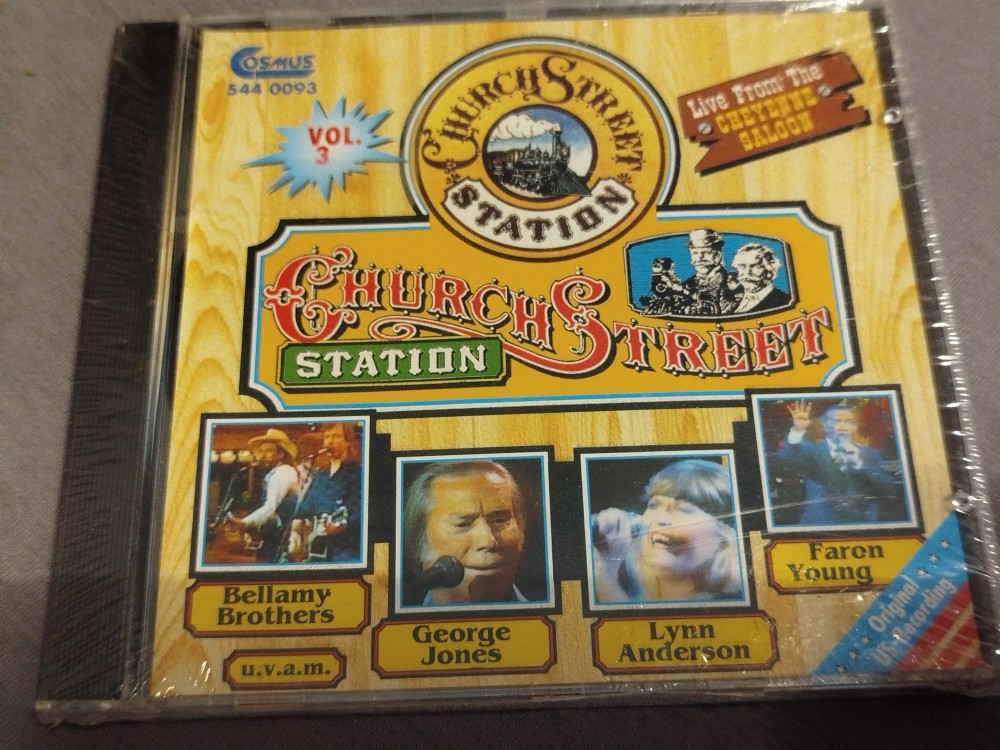 COSMUS
544 0093
VOL.
3
CHURCH STREET
STATION
Live From The
CHEYENNE
SALOON
CHURCH STREET
STATION
Bellamy
Brothers
George
Jones
Lynn
Anderson
Faron
Young
u.v.a.m.
Original
US-Recording